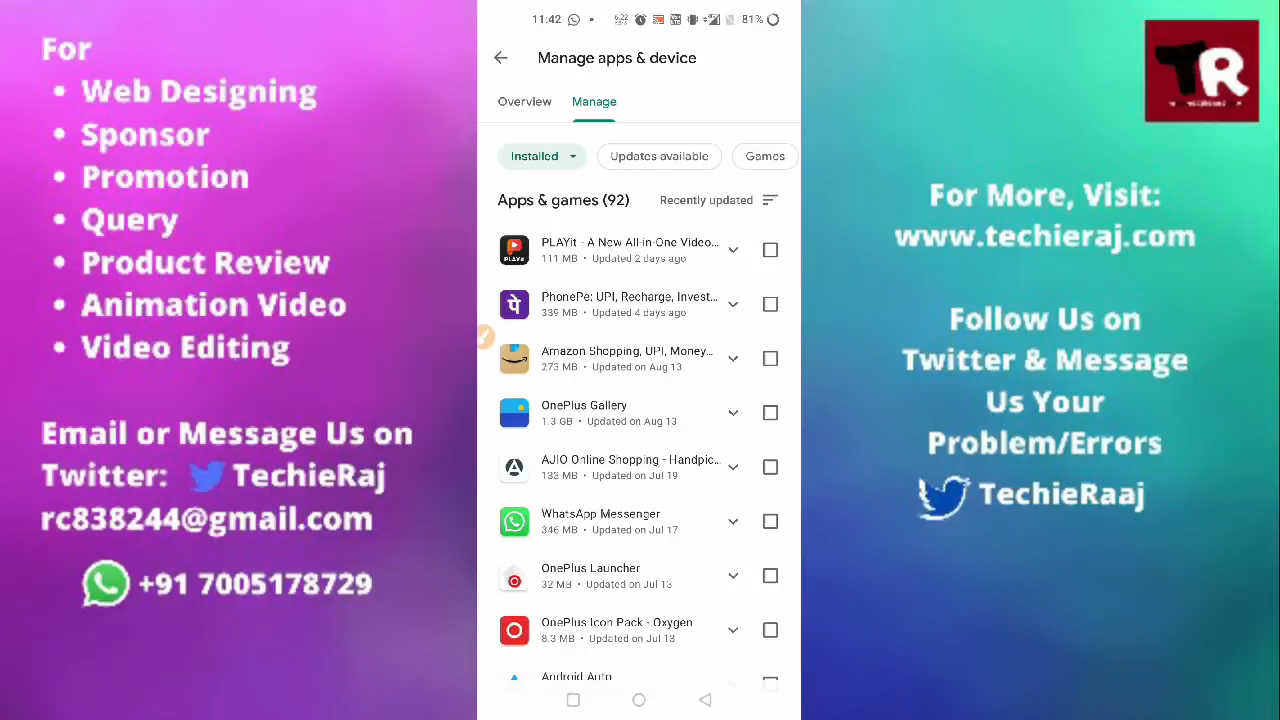 For
• Web Designing
• Sponsor
• Promotion
• Query
• Product Review
• Animation Video
• Video Editing
Email or Message Us on
Twitter: TechieRaj
rc838244@gmail.com
+91 7005178729
11:42
81%
Manage apps & device
Overview
Manage
Installed
Updates available
Games
Apps & games (92)
Recently updated
PLAYit - A New All-in-One Video...
111 MB • Updated 2 days ago
PhonePe: UPI, Recharge, Invest...
339 MB • Updated 4 days ago
Amazon Shopping, UPI, Money...
273 MB • Updated on Aug 13
OnePlus Gallery
1.3 GB • Updated on Aug 13
AJIO Online Shopping - Handpic...
133 MB • Updated on Jul 19
WhatsApp Messenger
346 MB • Updated on Jul 17
OnePlus Launcher
32 MB • Updated on Jul 13
OnePlus Icon Pack - Oxygen
8.3 MB • Updated on Jul 13
Android Auto
TR
For More, Visit:
www.techieraj.com
Follow Us on
Twitter & Message
Us Your
Problem/Errors
TechieRaaj